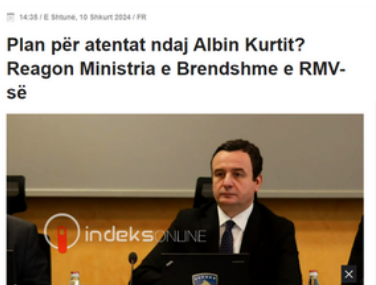 14:35 / E Shtunë, 10 Shkurt 2024 / FR
Plan për atentat ndaj Albin Kurtit?
Reagon Ministria e Brendshme e RMV-
së
indeksONLINE